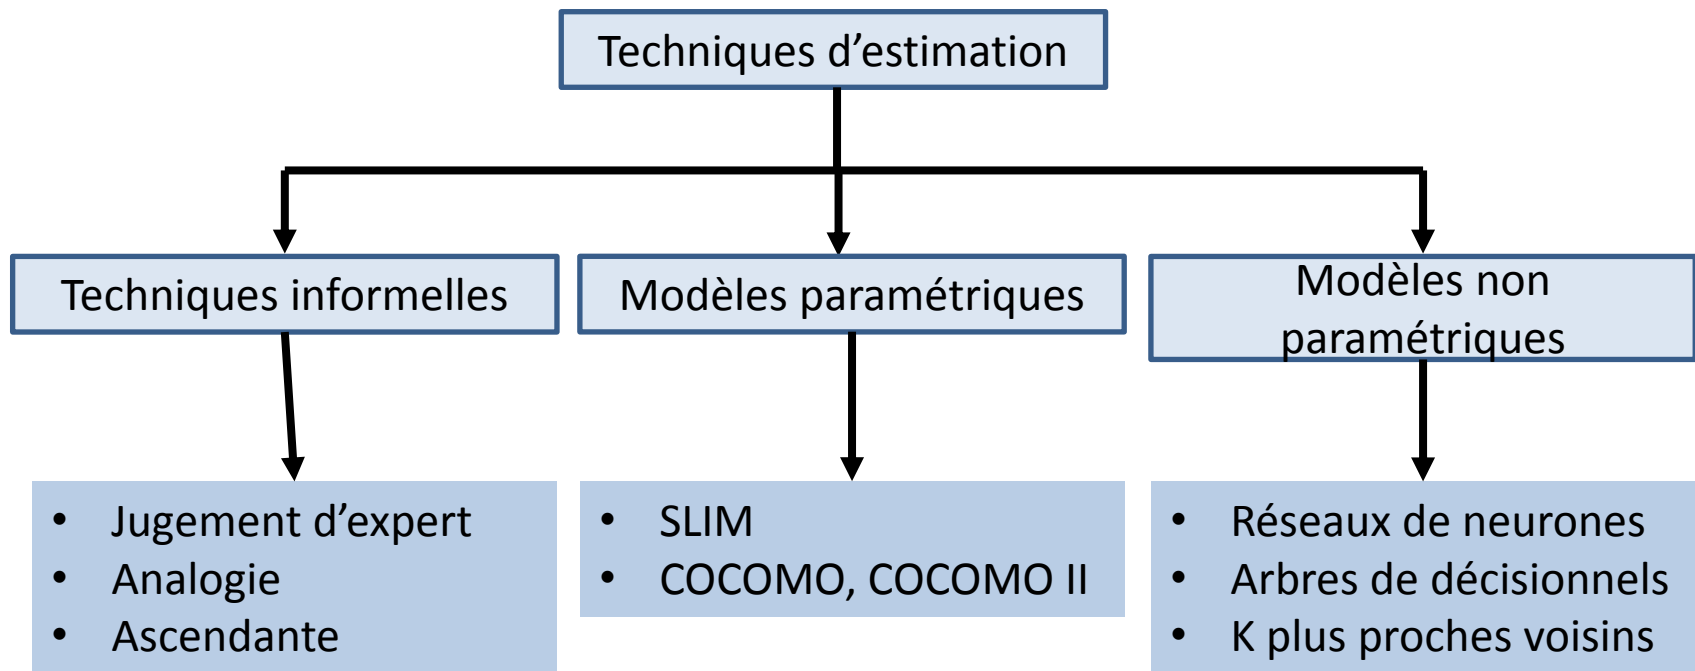 Techniques d’estimation
Techniques informelles
Modèles paramétriques
Modèles non
paramétriques
• Jugement d’expert
• Analogie
• Ascendante
• SLIM
• COCOMO, COCOMO II
• Réseaux de neurones
• Arbres de décisionnels
• K plus proches voisins